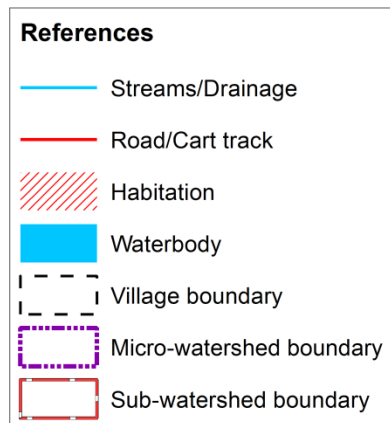 References
Streams/Drainage
Road/Cart track
Habitation
Waterbody
Village boundary
Micro-watershed boundary
Sub-watershed boundary